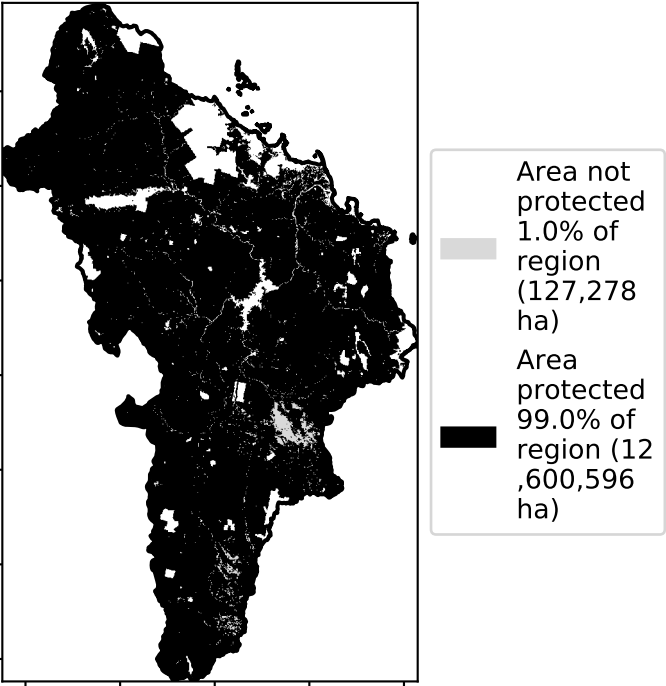 Area not
protected
1.0% of
region
(127,278
ha)
Area
protected
99.0% of
region (12
,600,596
ha)